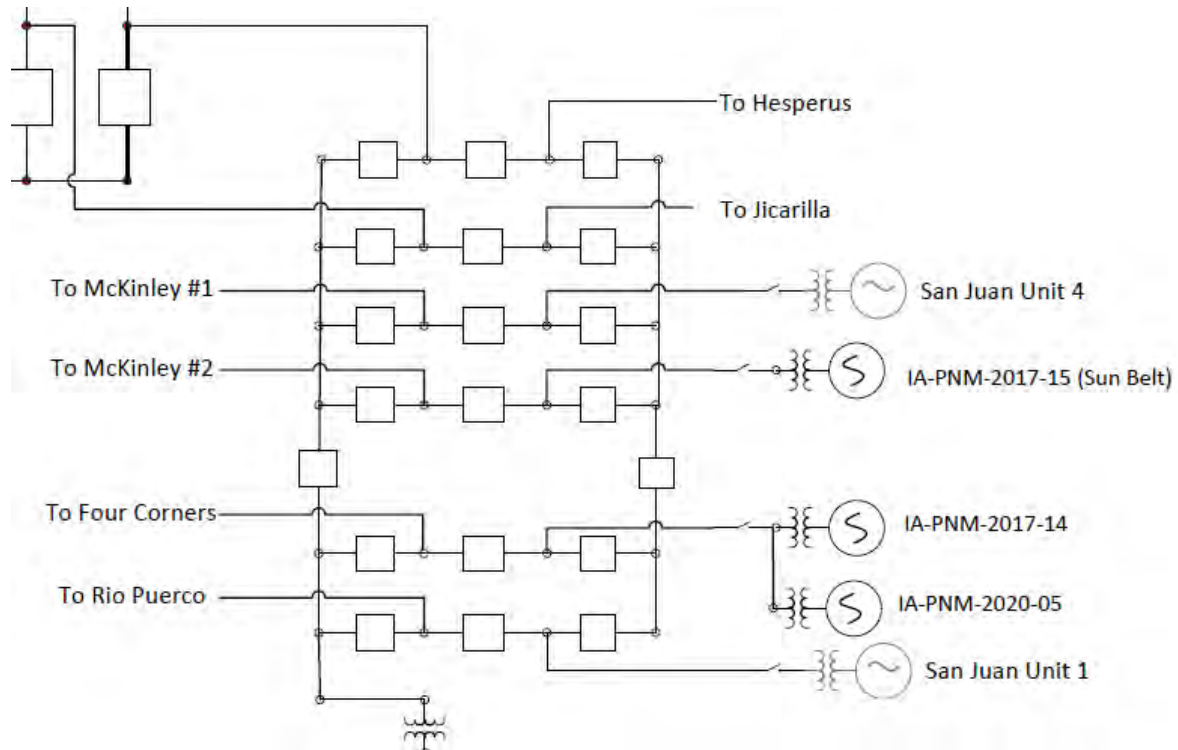 To Hesperus
To Jicarilla
To McKinley #1
San Juan Unit 4
To McKinley #2
IA-PNM-2017-15 (Sun Belt)
To Four Corners
IA-PNM-2017-14
To Rio Puerco
IA-PNM-2020-05
San Juan Unit 1